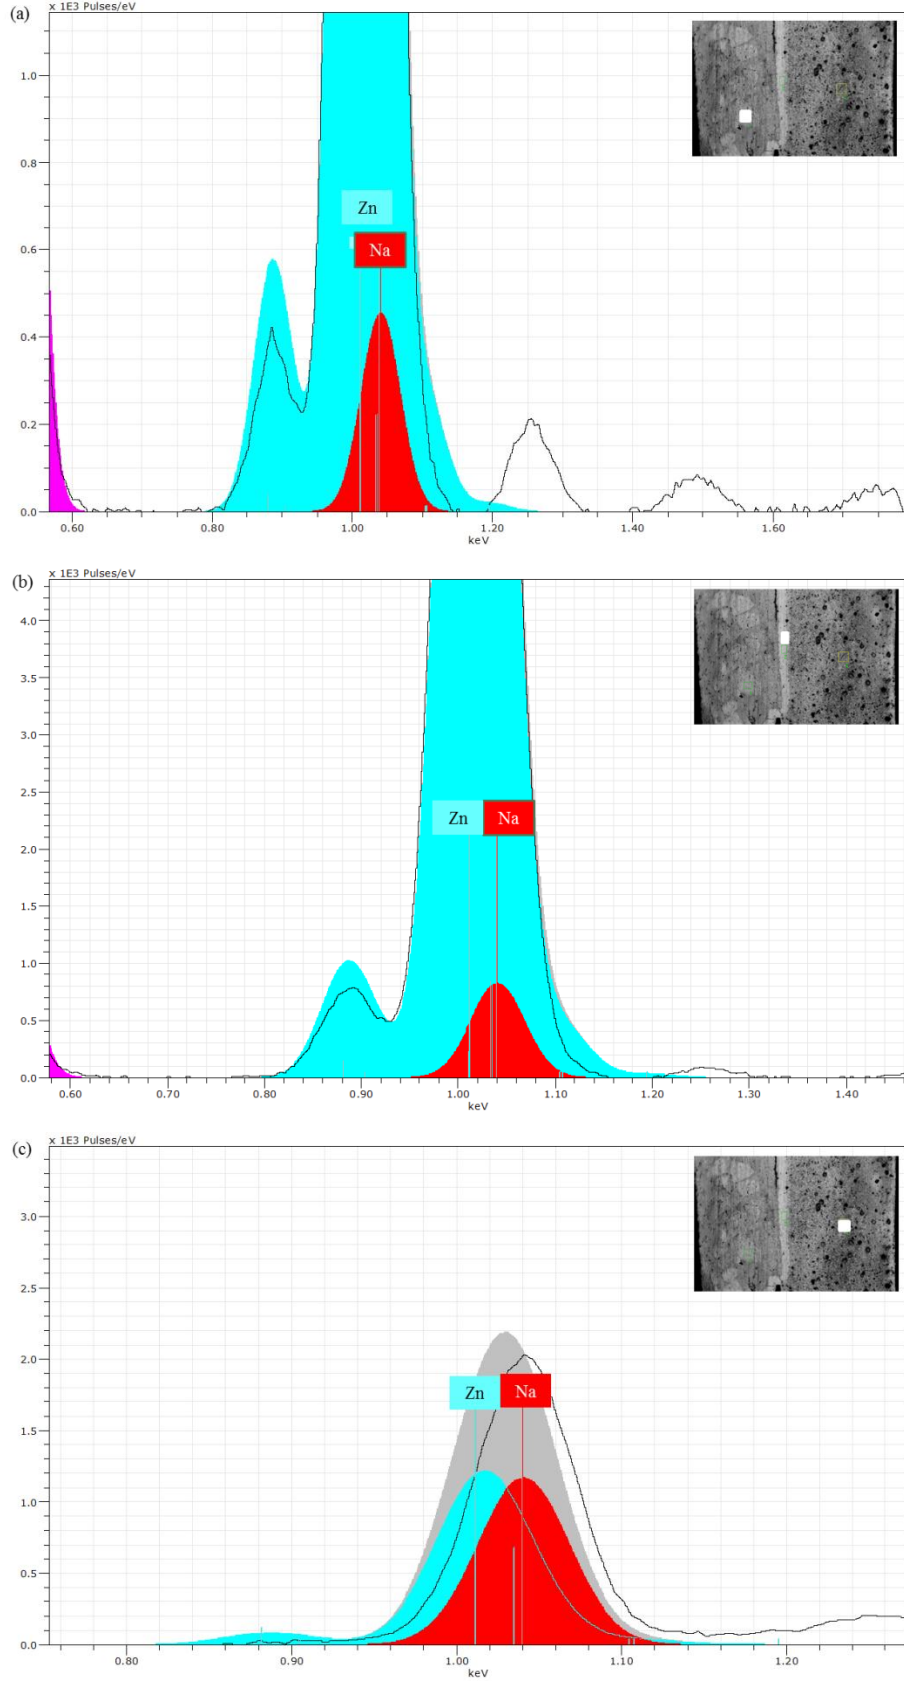 (a)
x 1E3 Pulses/eV
1.0
0.8
Zn
0.6
Na
0.4
0.2
0.0
0.60 0.80 1.00 1.20 1.40 1.60
keV
(b)
x 1E3 Pulses/eV
4.0
3.5
3.0
2.5
Zn Na
2.0
1.5
1.0
0.5
0.0
0.60 0.70 0.80 0.90 1.00 1.10 1.20 1.30 1.40
keV
(c)
x 1E3 Pulses/eV
3.0
2.5
2.0
Zn Na
1.5
1.0
0.5
0.0
0.80 0.90 1.00 1.10 1.20
keV